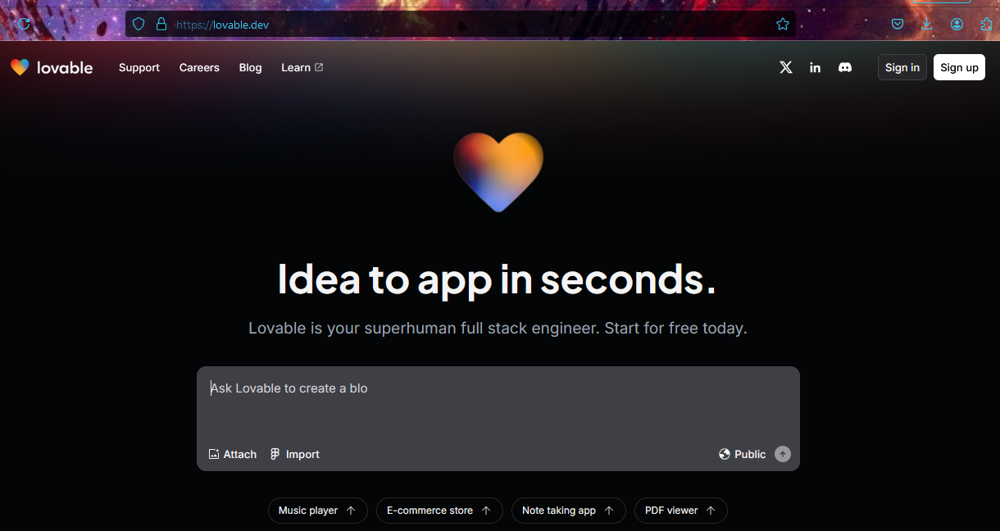 https://lovable.dev
lovable Support Careers Blog Learn Sign in Sign up
Idea to app in seconds.
Lovable is your superhuman full stack engineer. Start for free today.
Ask Lovable to create a blo
Attach Import Public
Music player E-commerce store Note taking app PDF viewer